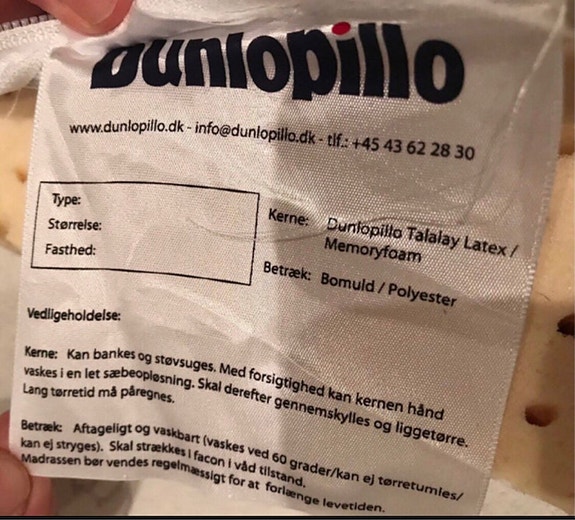 Dunlopillo
www.dunlopillo.dk - info@dunlopillo.dk - tlf.: +45 43 62 28 30
Type:
Størrelse:
Fasthed:
Kerne: Dunlopillo Talalay Latex /
Memoryfoam
Betræk: Bomuld / Polyester
Vedligeholdelse:
Kerne: Kan bankes og støvsuges. Med forsigtighed kan kernen hånd
vaskes i en let sæbeopløsning. Skal derefter gennemskylles og liggetørre.
Lang tørretid må påregnes.
Betræk: Aftageligt og vaskbart (vaskes ved 60 grader/kan ej tørretumles/
kan ej stryges). Skal strækkes i facon i våd tilstand.
Madrassen bør vendes regelmæssigt for at forlænge levetiden.